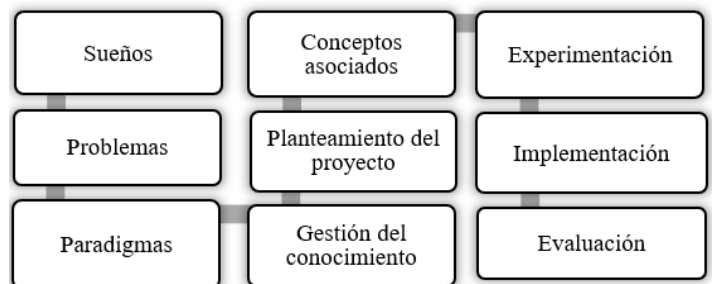 Sueños
Problemas
Paradigmas
Gestión del
conocimiento
Planteamiento del
proyecto
Conceptos
asociados
Experimentación
Implementación
Evaluación